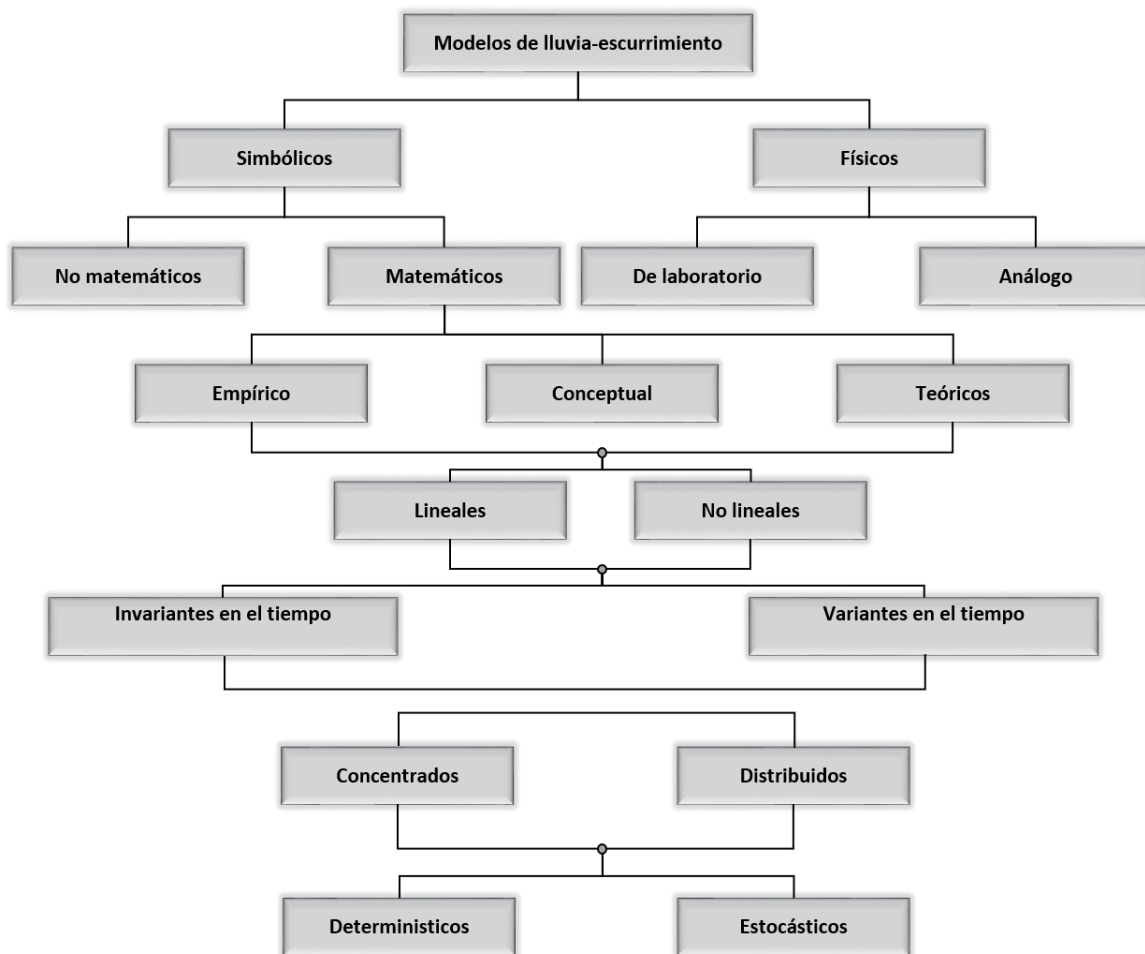 Modelos de lluvia-escurrimiento
Simbólicos
Físicos
No matemáticos
Matemáticos
De laboratorio
Análogo
Empírico
Conceptual
Teóricos
Lineales
No lineales
Invariantes en el tiempo
Variantes en el tiempo
Concentrados
Distribuidos
Deterministicos
Estocásticos